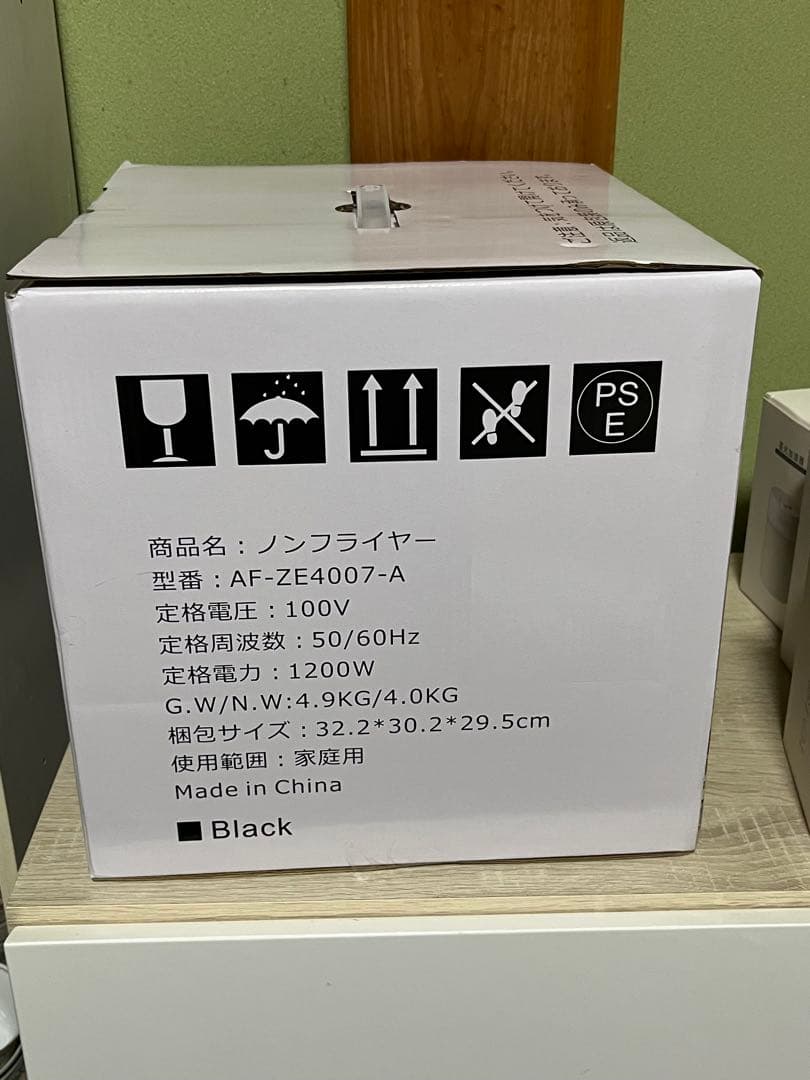 PS
E
商品名：ノンフライヤー
型番：AF-ZE4007-A
定格電圧：100V
定格周波数：50/60Hz
定格電力：1200W
G.W/N.W:4.9KG/4.0KG
梱包サイズ：32.2*30.2*29.5cm
使用範囲：家庭用
Made in China
■Black